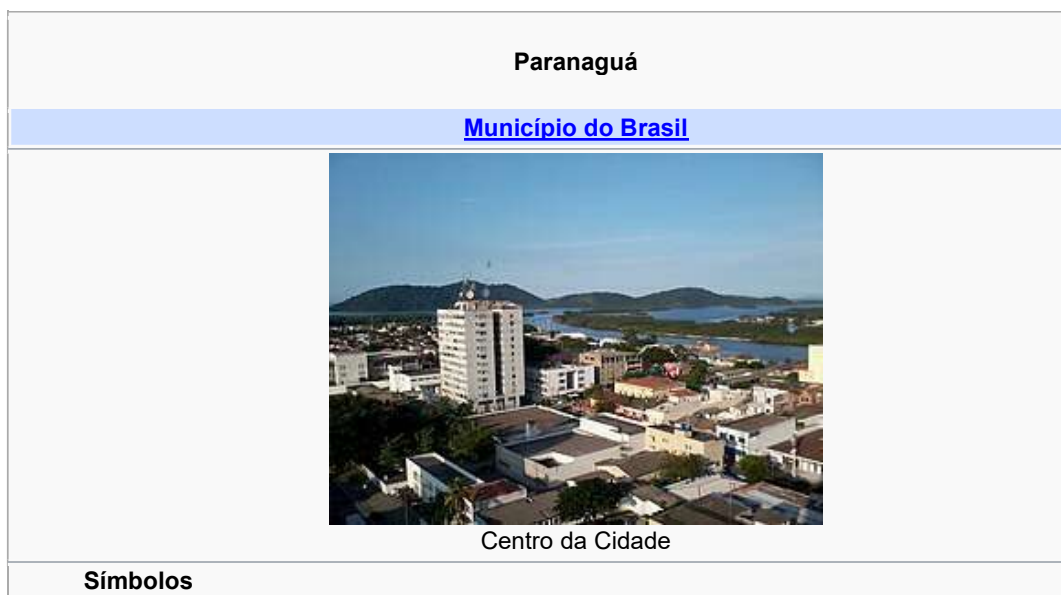 Paranaguá
Município do Brasil
Centro da Cidade
Símbolos